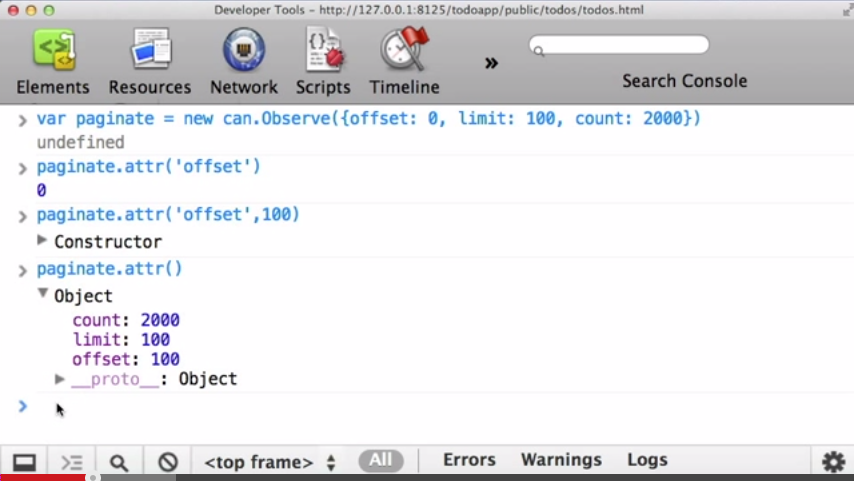 Developer Tools - http://127.0.0.1:8125/todoapp/public/todos/todos.html
Elements Resources Network Scripts Timeline » Search Console
> var paginate = new can.Observe({offset: 0, limit: 100, count: 2000})
undefined
> paginate.attr('offset')
0
> paginate.attr('offset',100)
▶ Constructor
> paginate.attr()
▼ Object
count: 2000
limit: 100
offset: 100
▶ __proto__: Object
>
<top frame> All Errors Warnings Logs